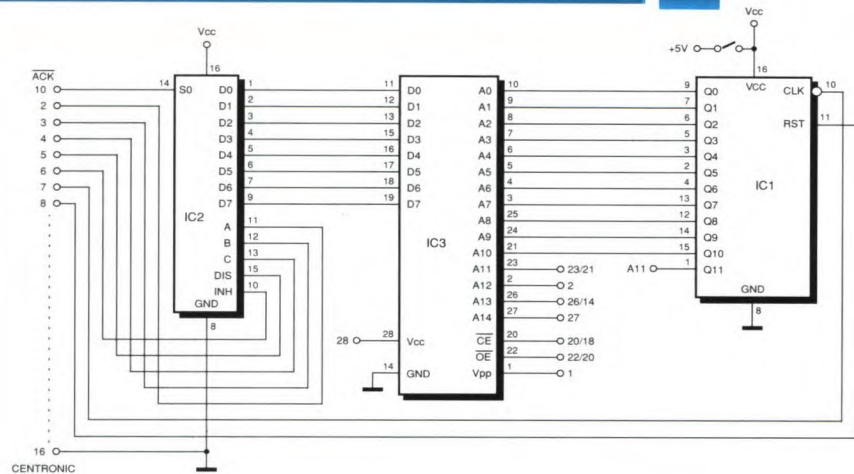 Vcc
+5V
Vcc
16
ACK
10
14
S0
D0
1
11
D0
A0
10
9
Q0
16
VCC
CLK
10
2
D1
2
12
D1
A1
9
7
Q1
3
D2
3
13
D2
A2
8
6
Q2
RST
11
4
D3
4
15
D3
A3
7
5
Q3
5
D4
5
16
D4
A4
6
3
Q4
6
D5
6
17
D5
A5
5
2
Q5
7
D6
7
18
D6
A6
4
4
Q6
IC1
8
D7
9
19
D7
A7
3
13
Q7
IC2
A8
25
12
Q8
A
11
IC3
A9
24
14
Q9
B
12
A10
21
15
Q10
C
13
A11
23
23/21
A11
1
Q11
DIS
15
A12
2
2
INH
10
A13
26
26/14
GND
GND
A14
27
27
8
8
28
28
Vcc
CE
20
20/18
OE
22
22/20
14
GND
Vpp
1
1
16
CENTRONIC